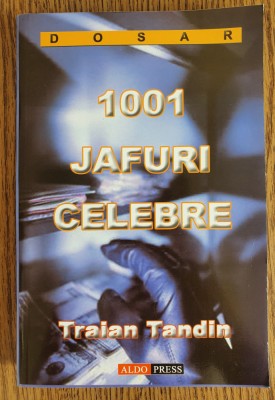 DOSAR
1001
JAFURI
CELEBRE
Traian Tandin
ALDO PRESS